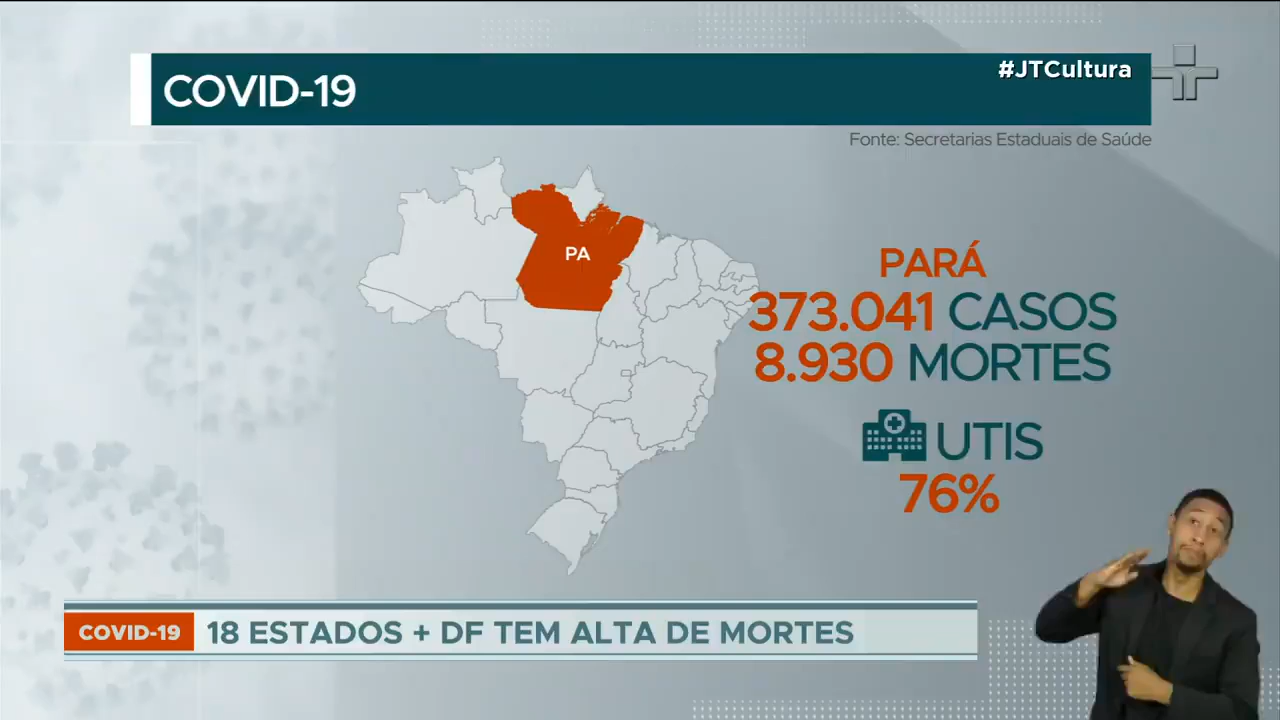 #JTCultura
COVID-19
Fonte: Secretarias Estaduais de Saúde
PA
PARÁ
373.041 CASOS
8.930 MORTES
UTIS
76%
COVID-19 18 ESTADOS + DF TEM ALTA DE MORTES